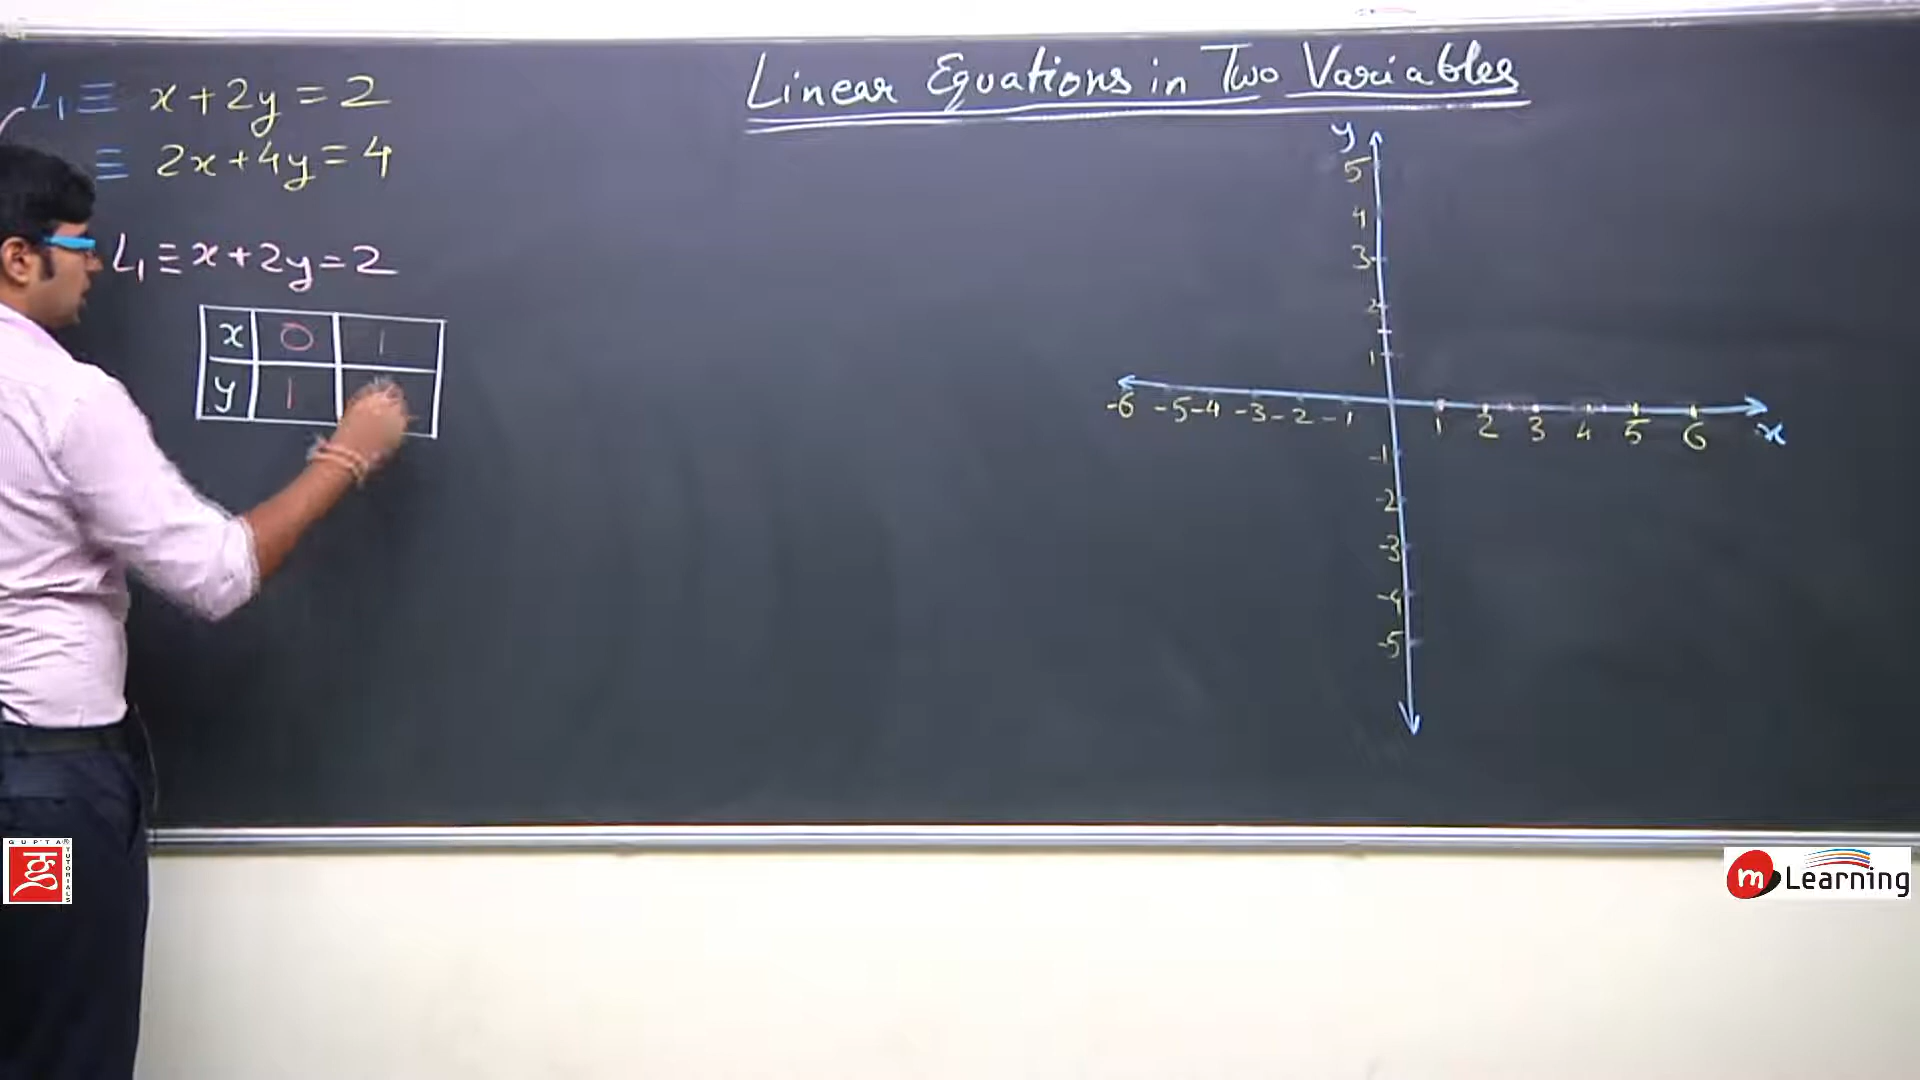 Linear Equations in Two Variables
L₁ ≡ x + 2y = 2
≡ 2x + 4y = 4
L₁ ≡ x + 2y = 2
x 0 1
y 1
y
5
4
3
2
1
-6 -5 -4 -3 -2 -1 1 2 3 4 5 6 x
-1
-2
-3
-4
-5
GUPTA TUTORIALS
m Learning